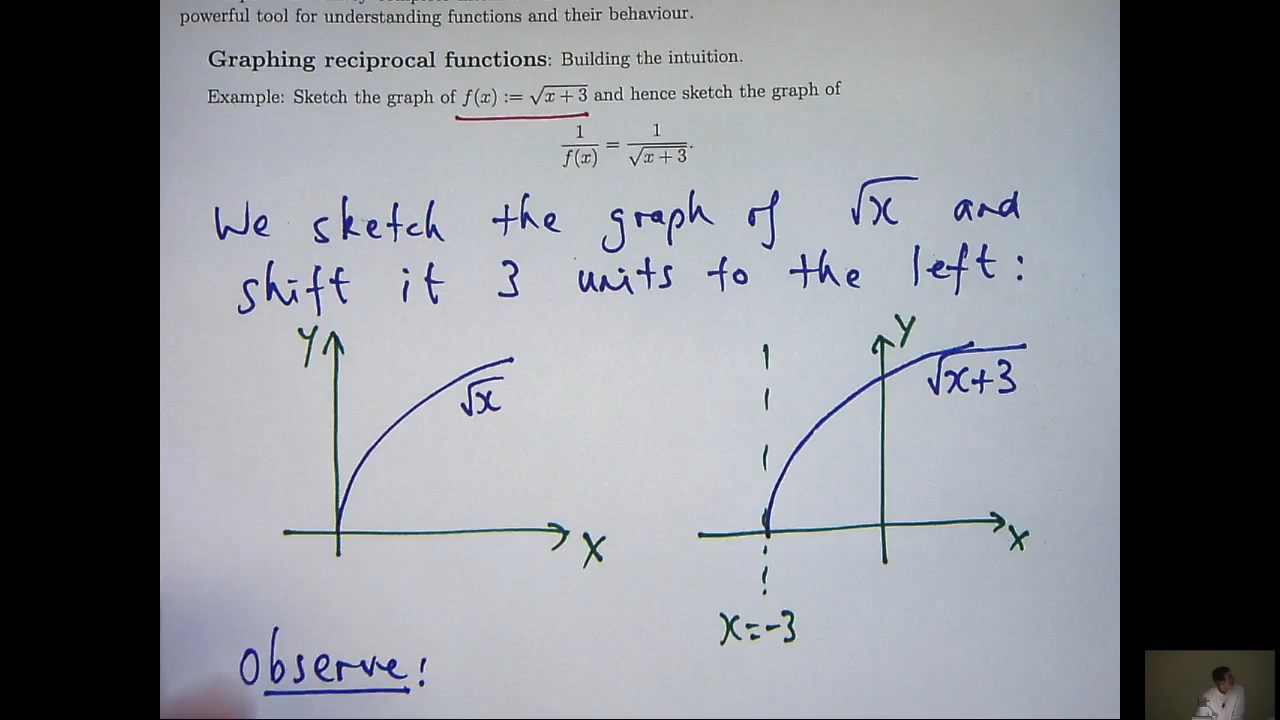 powerful tool for understanding functions and their behaviour.
Graphing reciprocal functions: Building the intuition.
Example: Sketch the graph of f(x) := √(x + 3) and hence sketch the graph of
1/f(x) = 1/√(x + 3).
We sketch the graph of √x and
shift it 3 units to the left:
Y
√x
X
Y
√x+3
X
x=-3
Observe: